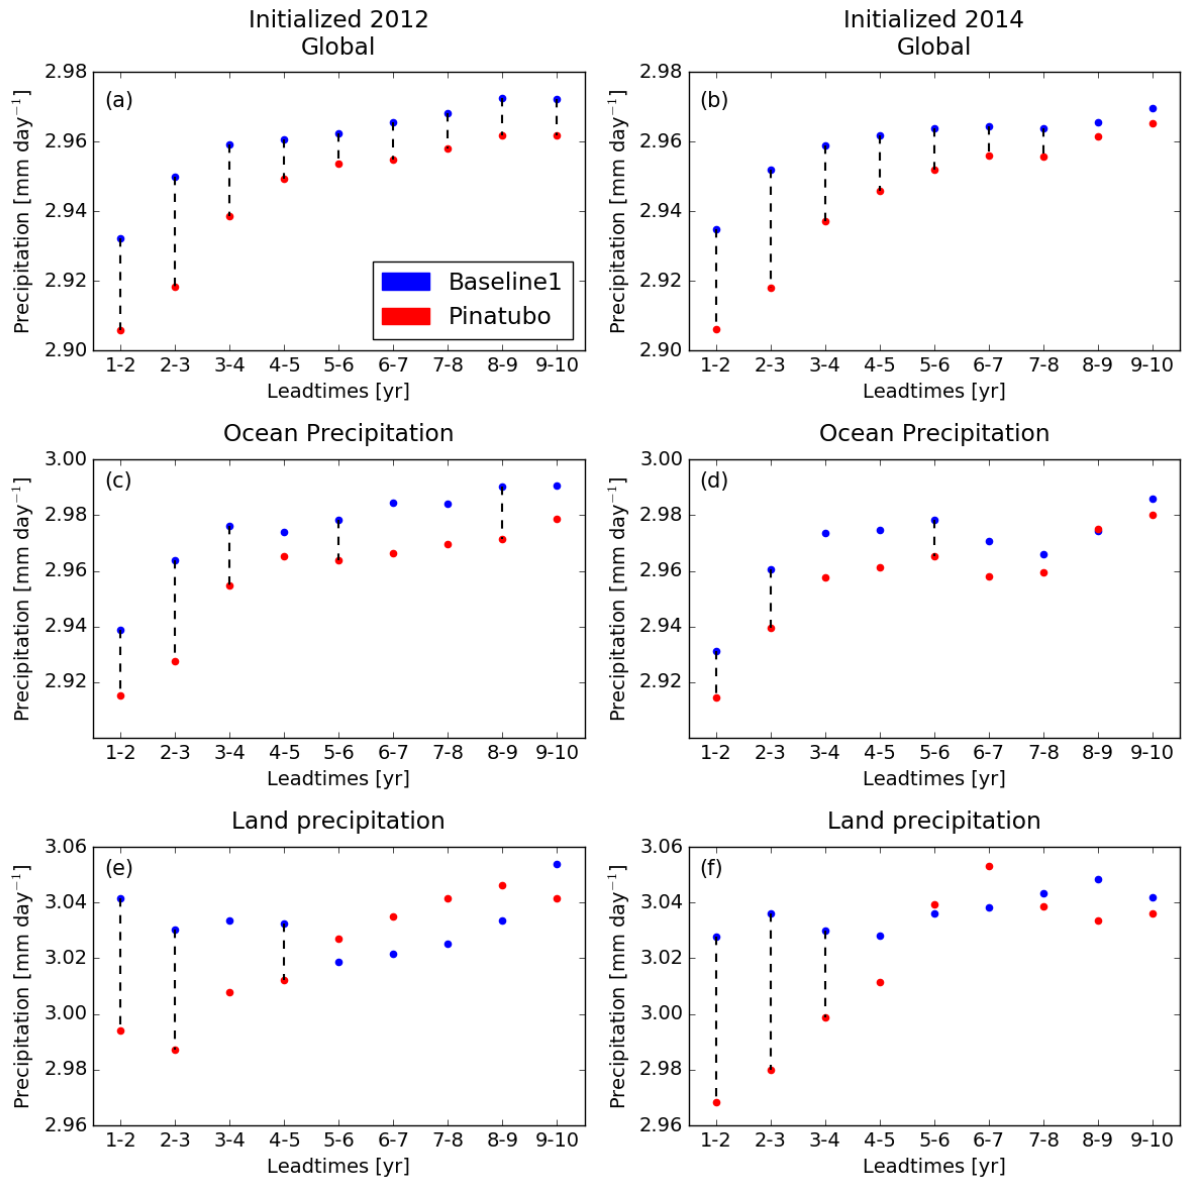 Initialized 2012
Global
Initialized 2014
Global
(a)
2.98
2.96
2.94
2.92
2.90
Precipitation [mm day⁻¹]
Baseline1
Pinatubo
1-2 2-3 3-4 4-5 5-6 6-7 7-8 8-9 9-10
Leadtimes [yr]
(b)
2.98
2.96
2.94
2.92
2.90
Precipitation [mm day⁻¹]
1-2 2-3 3-4 4-5 5-6 6-7 7-8 8-9 9-10
Leadtimes [yr]
Ocean Precipitation
(c)
3.00
2.98
2.96
2.94
2.92
Precipitation [mm day⁻¹]
1-2 2-3 3-4 4-5 5-6 6-7 7-8 8-9 9-10
Leadtimes [yr]
Ocean Precipitation
(d)
3.00
2.98
2.96
2.94
2.92
Precipitation [mm day⁻¹]
1-2 2-3 3-4 4-5 5-6 6-7 7-8 8-9 9-10
Leadtimes [yr]
Land precipitation
(e)
3.06
3.04
3.02
3.00
2.98
2.96
Precipitation [mm day⁻¹]
1-2 2-3 3-4 4-5 5-6 6-7 7-8 8-9 9-10
Leadtimes [yr]
Land precipitation
(f)
3.06
3.04
3.02
3.00
2.98
2.96
Precipitation [mm day⁻¹]
1-2 2-3 3-4 4-5 5-6 6-7 7-8 8-9 9-10
Leadtimes [yr]